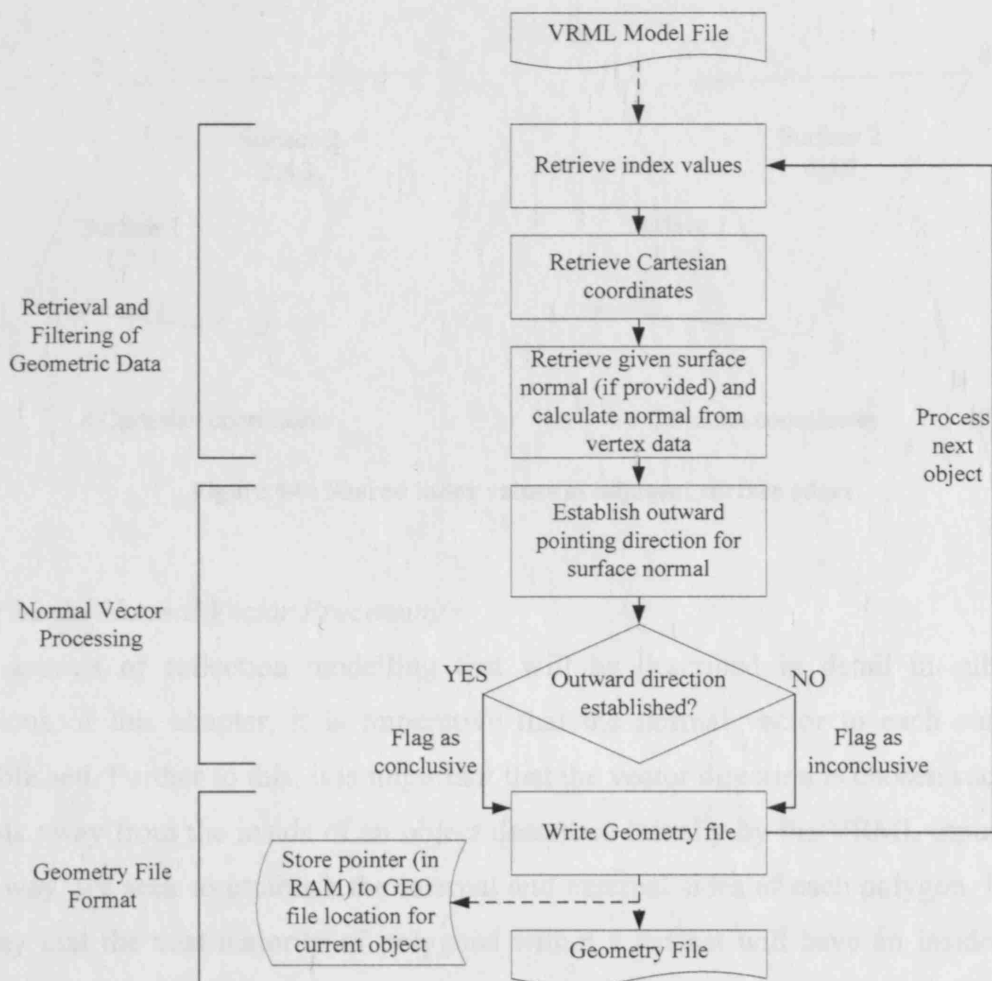 VRML Model File
Retrieve index values
Retrieve Cartesian
coordinates
Retrieval and
Filtering of
Geometric Data
Retrieve given surface
normal (if provided) and
calculate normal from
vertex data
Process
next
object
Establish outward
pointing direction for
surface normal
Normal Vector
Processing
YES
Outward direction
established?
NO
Flag as
conclusive
Flag as
inconclusive
Write Geometry file
Geometry File
Format
Store pointer (in
RAM) to GEO
file location for
current object
Geometry File